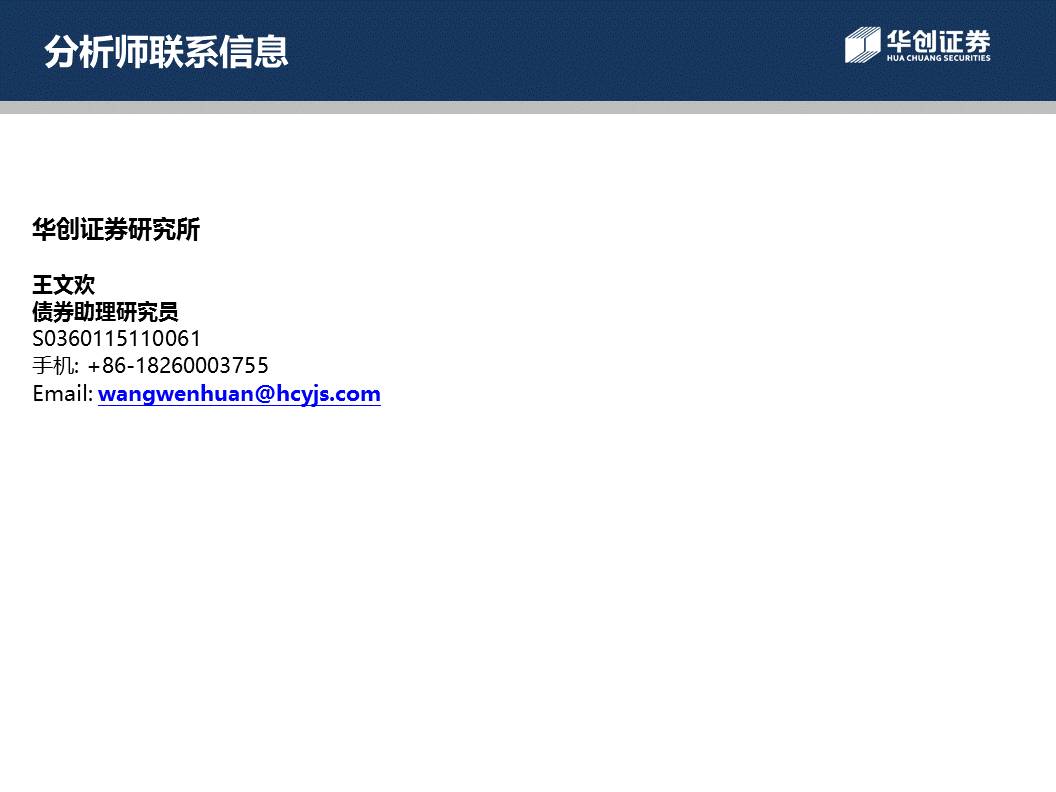 分析师联系信息
华创证券
HUA CHUANG SECURITIES
华创证券研究所
王文欢
债券助理研究员
S0360115110061
手机: +86-18260003755
Email: wangwenhuan@hcyjs.com